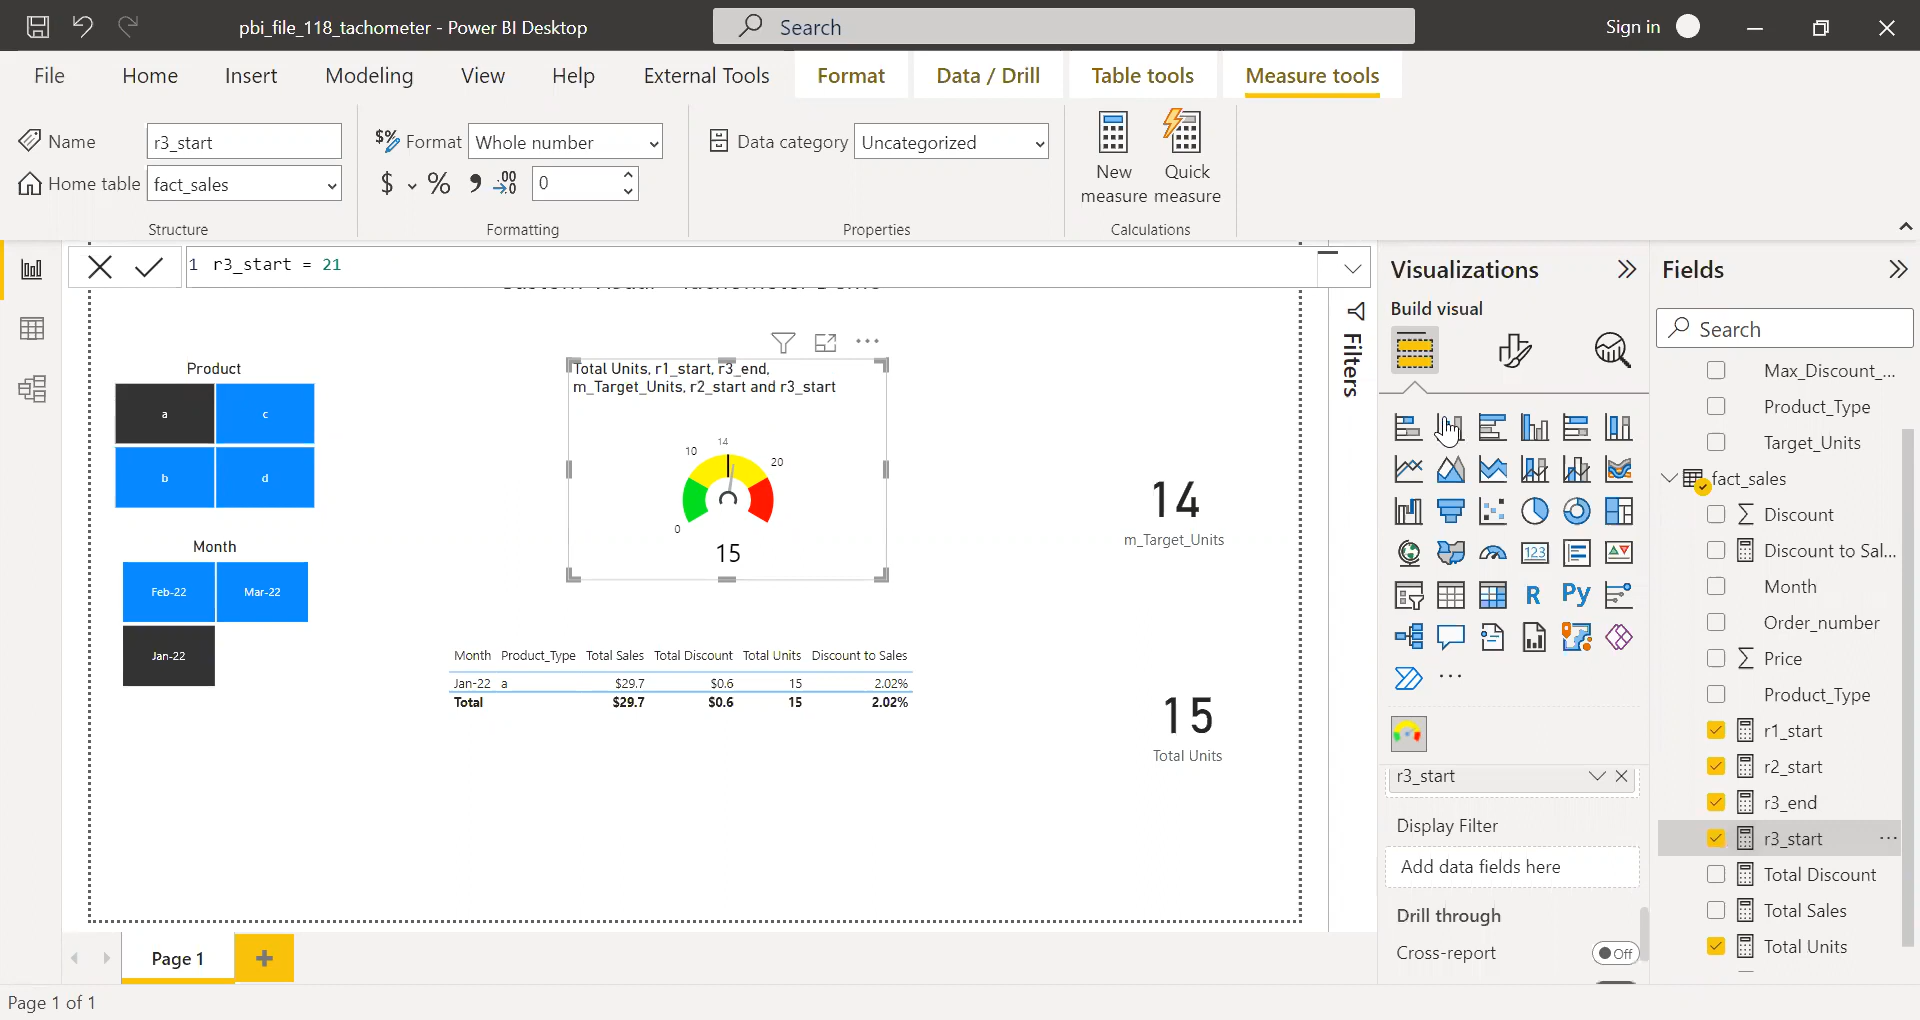 pbi_file_118_tachometer - Power BI Desktop
Search
Sign in
File Home Insert Modeling View Help External Tools Format Data / Drill Table tools Measure tools
Name r3_start
$% Format Whole number
Data category Uncategorized
New measure
Quick measure
Home table fact_sales
$ % 9 .00 0
Structure
Formatting
Properties
Calculations
1 r3_start = 21
Product
a c
b d
Month
Feb-22 Mar-22
Jan-22
Total Units, r1_start, r3_end,
m_Target_Units, r2_start and r3_start
14
10 20
0
15
14
m_Target_Units
Month Product_Type Total Sales Total Discount Total Units Discount to Sales
Jan-22 a $29.7 $0.6 15 2.02%
Total $29.7 $0.6 15 2.02%
15
Total Units
Filters
Visualizations
Build visual
123
R Py
...
r3_start
Display Filter
Add data fields here
Drill through
Cross-report Off
Fields
Search
Max_Discount_...
Product_Type
Target_Units
fact_sales
Discount
Discount to Sal...
Month
Order_number
Price
Product_Type
r1_start
r2_start
r3_end
r3_start ...
Total Discount
Total Sales
Total Units
Page 1 +
Page 1 of 1